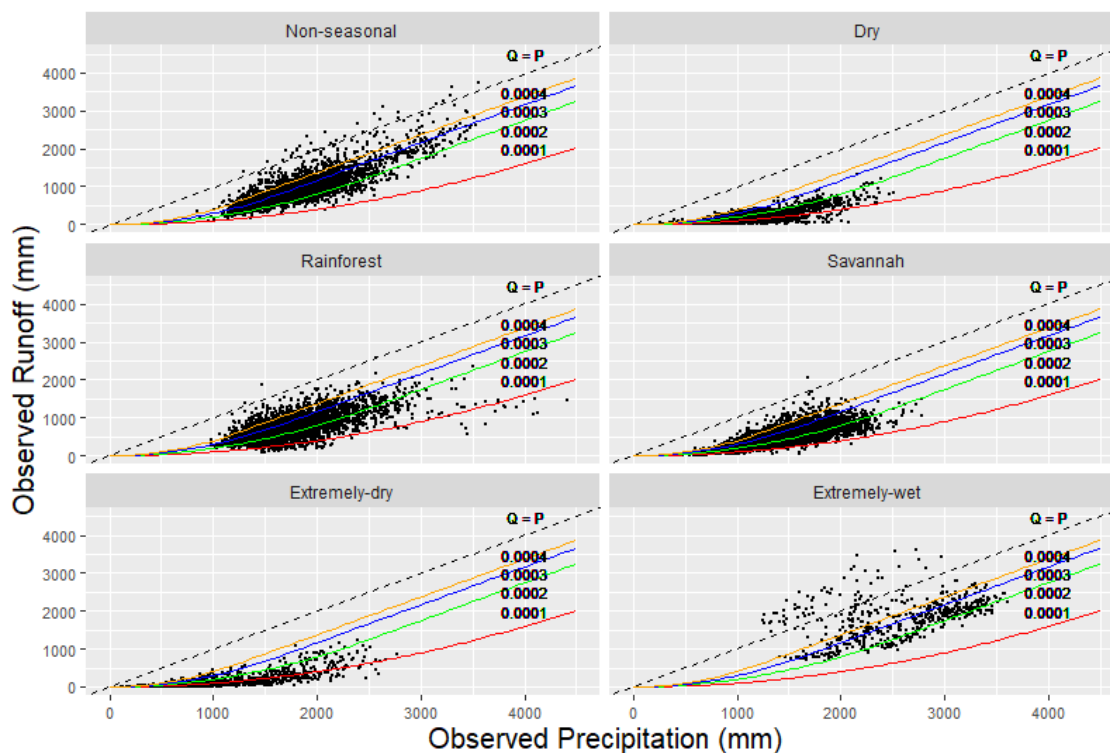 Non-seasonal
Dry
Q = P
Q = P
4000
0.0004
0.0004
3000
0.0003
0.0003
0.0002
0.0002
2000
0.0001
0.0001
1000
0
Rainforest
Savannah
Q = P
Q = P
4000
0.0004
0.0004
3000
0.0003
0.0003
0.0002
0.0002
2000
0.0001
0.0001
1000
0
Extremely-dry
Extremely-wet
Q = P
Q = P
4000
0.0004
0.0004
3000
0.0003
0.0003
0.0002
0.0002
2000
0.0001
0.0001
1000
0
0 1000 2000 3000 4000
0 1000 2000 3000 4000
Observed Precipitation (mm)
Observed Runoff (mm)